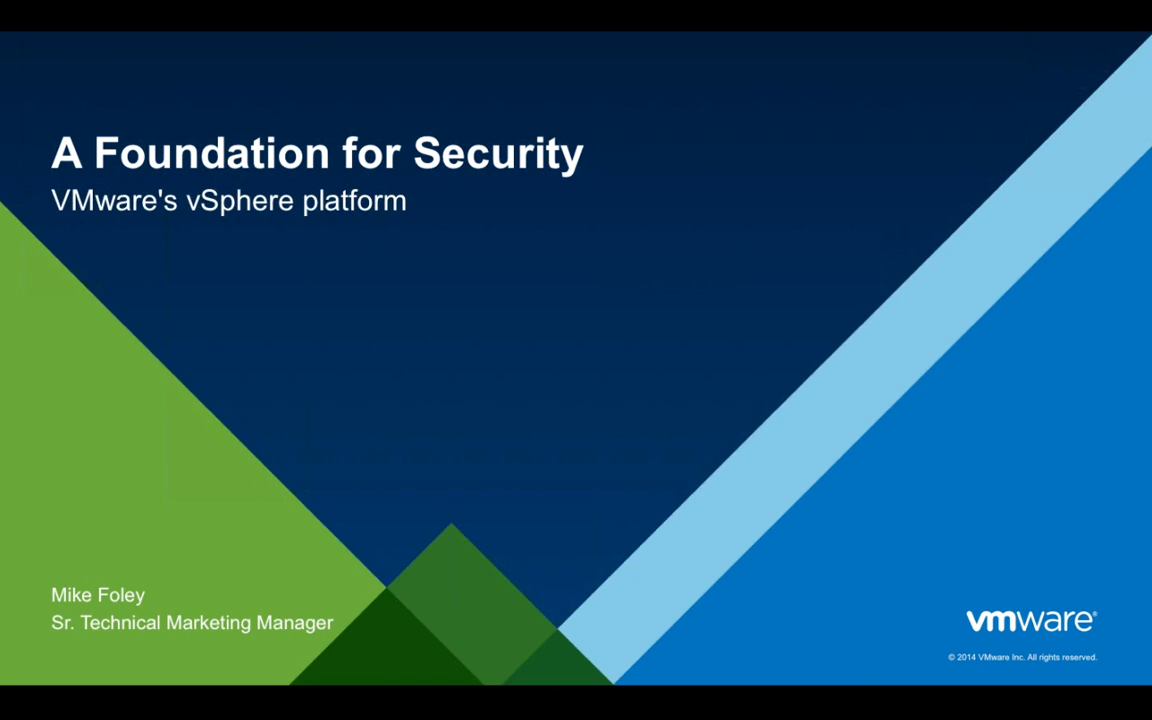 A Foundation for Security
VMware's vSphere platform
Mike Foley
Sr. Technical Marketing Manager
vmware®
© 2014 VMware Inc. All rights reserved.